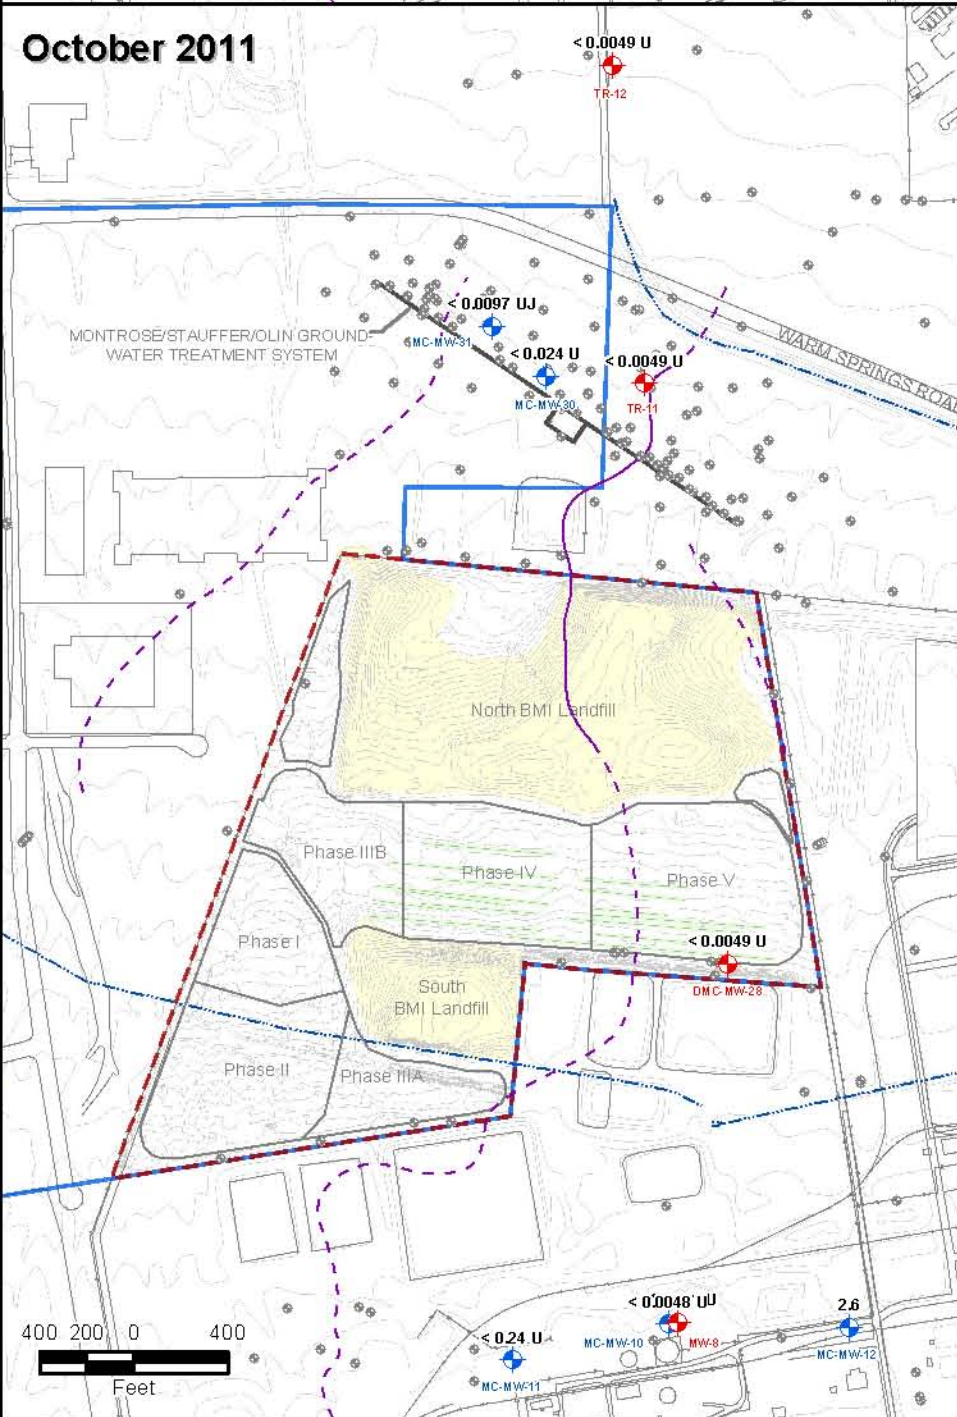 October 2011
< 0.0049 U
TR-12
< 0.0097 UJ
MONTROSE/STAUFFER/OLIN GROUND-
WATER TREATMENT SYSTEM
MC-MW-31
< 0.024 U
MC-MW-30
< 0.0049 U
TR-11
WARM SPRINGS ROAD
North BMI Landfill
Phase IIIB
Phase IV
Phase V
Phase I
< 0.0049 U
DMC-MW-28
South
BMI Landfill
Phase II
Phase IIIA
< 0.0048 U
MC-MW-10
MW-8
2.6
MC-MW-12
< 0.24 U
MC-MW-11
400 200 0 400
Feet